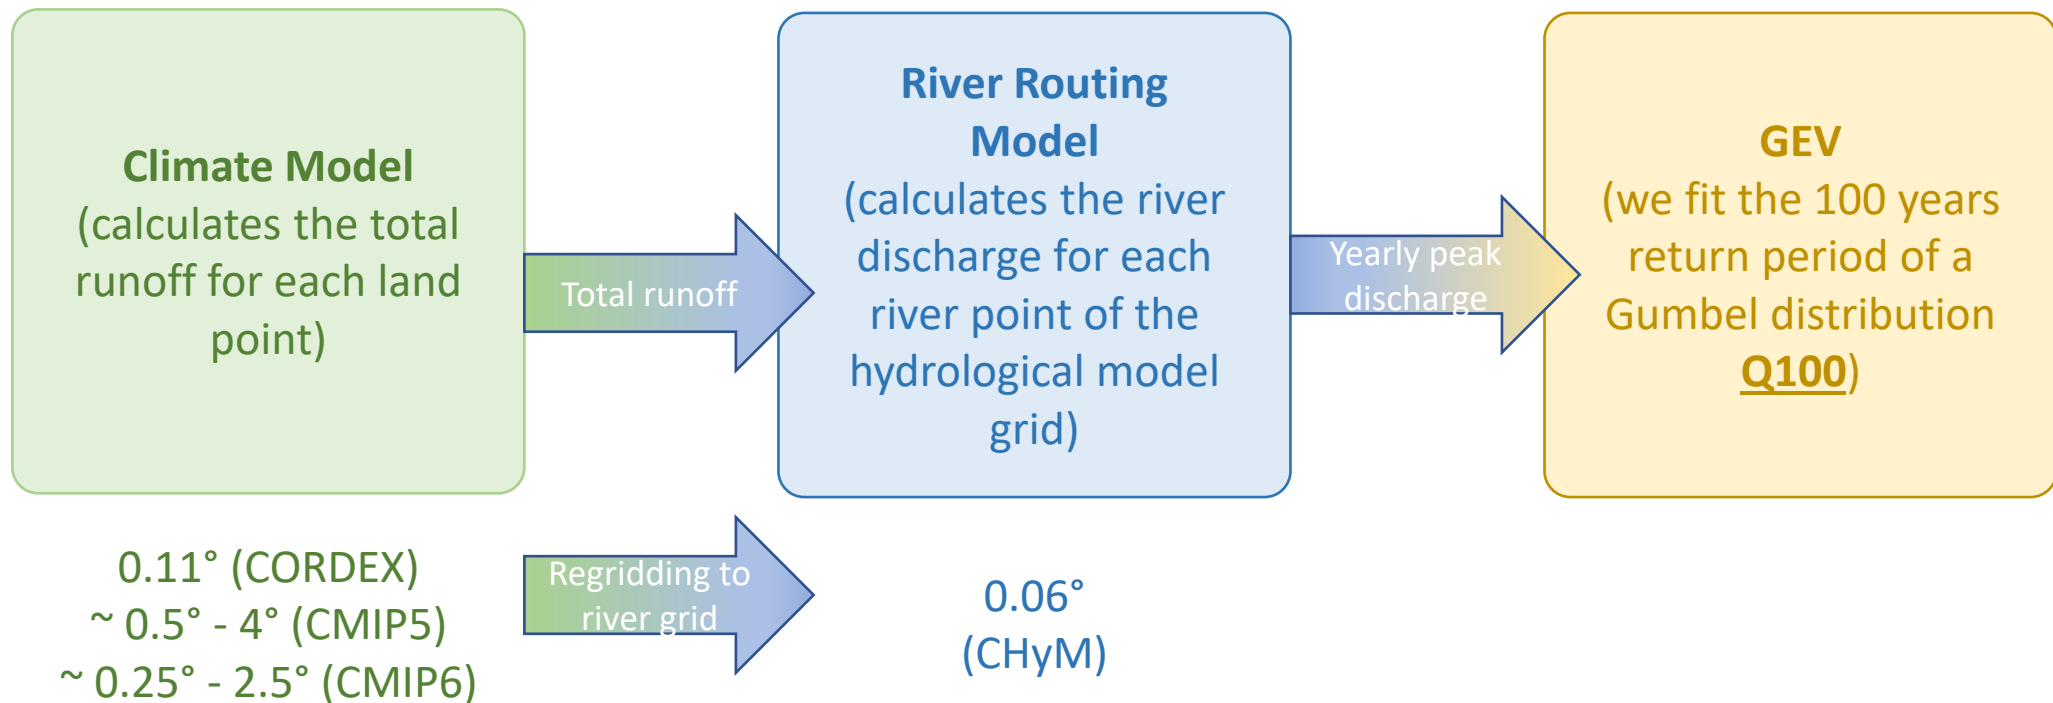 Climate Model
(calculates the total
runoff for each land
point)
Total runoff
River Routing
Model
(calculates the river
discharge for each
river point of the
hydrological model
grid)
Yearly peak
discharge
GEV
(we fit the 100 years
return period of a
Gumbel distribution
Q100)
0.11° (CORDEX)
~ 0.5° - 4° (CMIP5)
~ 0.25° - 2.5° (CMIP6)
Regridding to
river grid
0.06°
(CHyM)